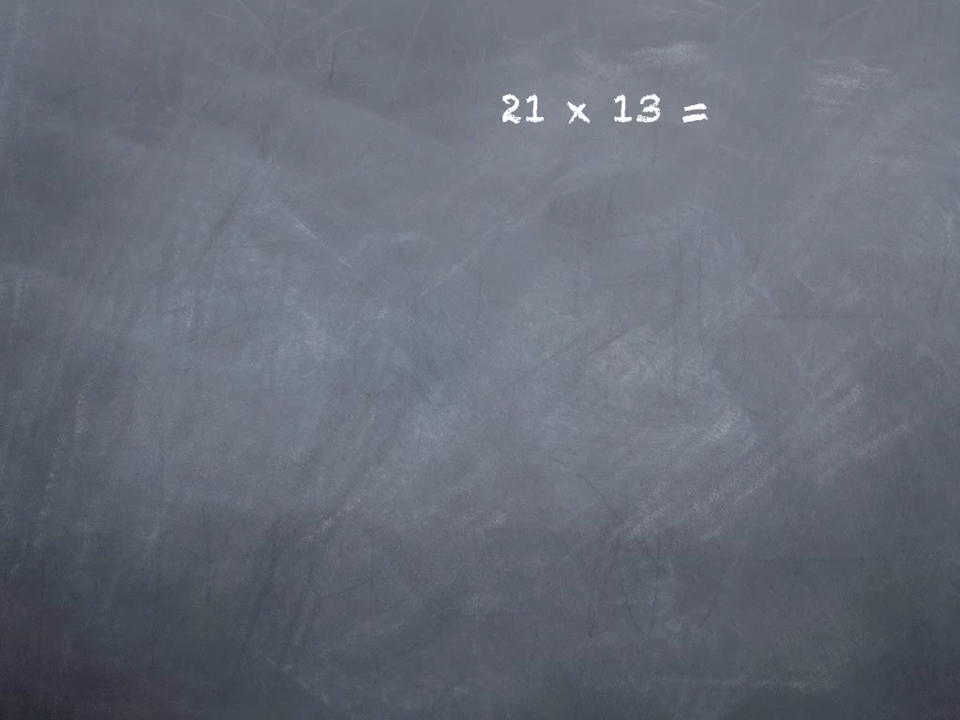 21 x 13 =